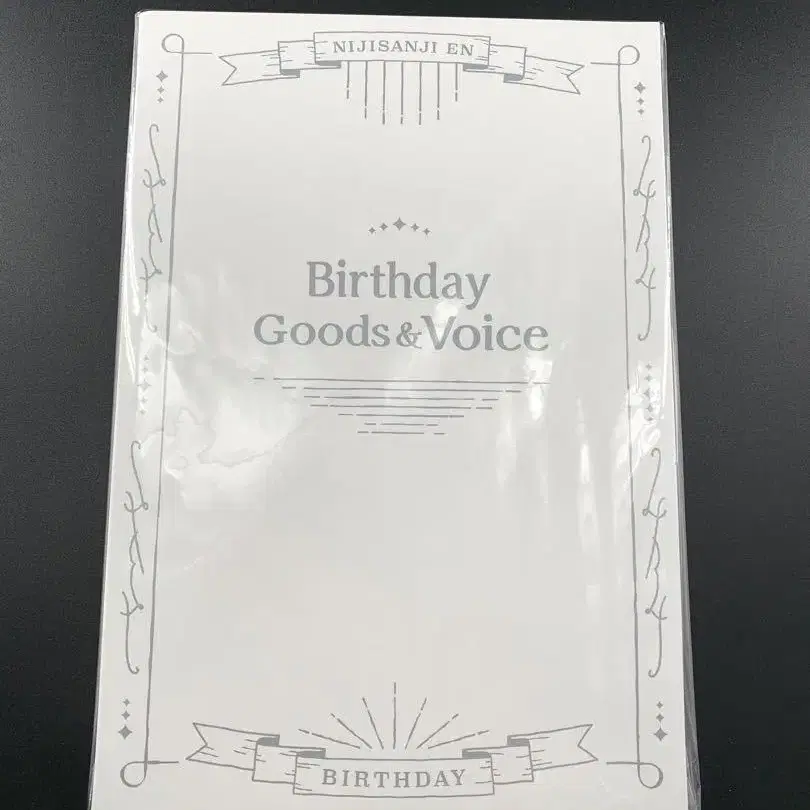 NIJISANJI EN
Birthday
Goods & Voice
BIRTHDAY